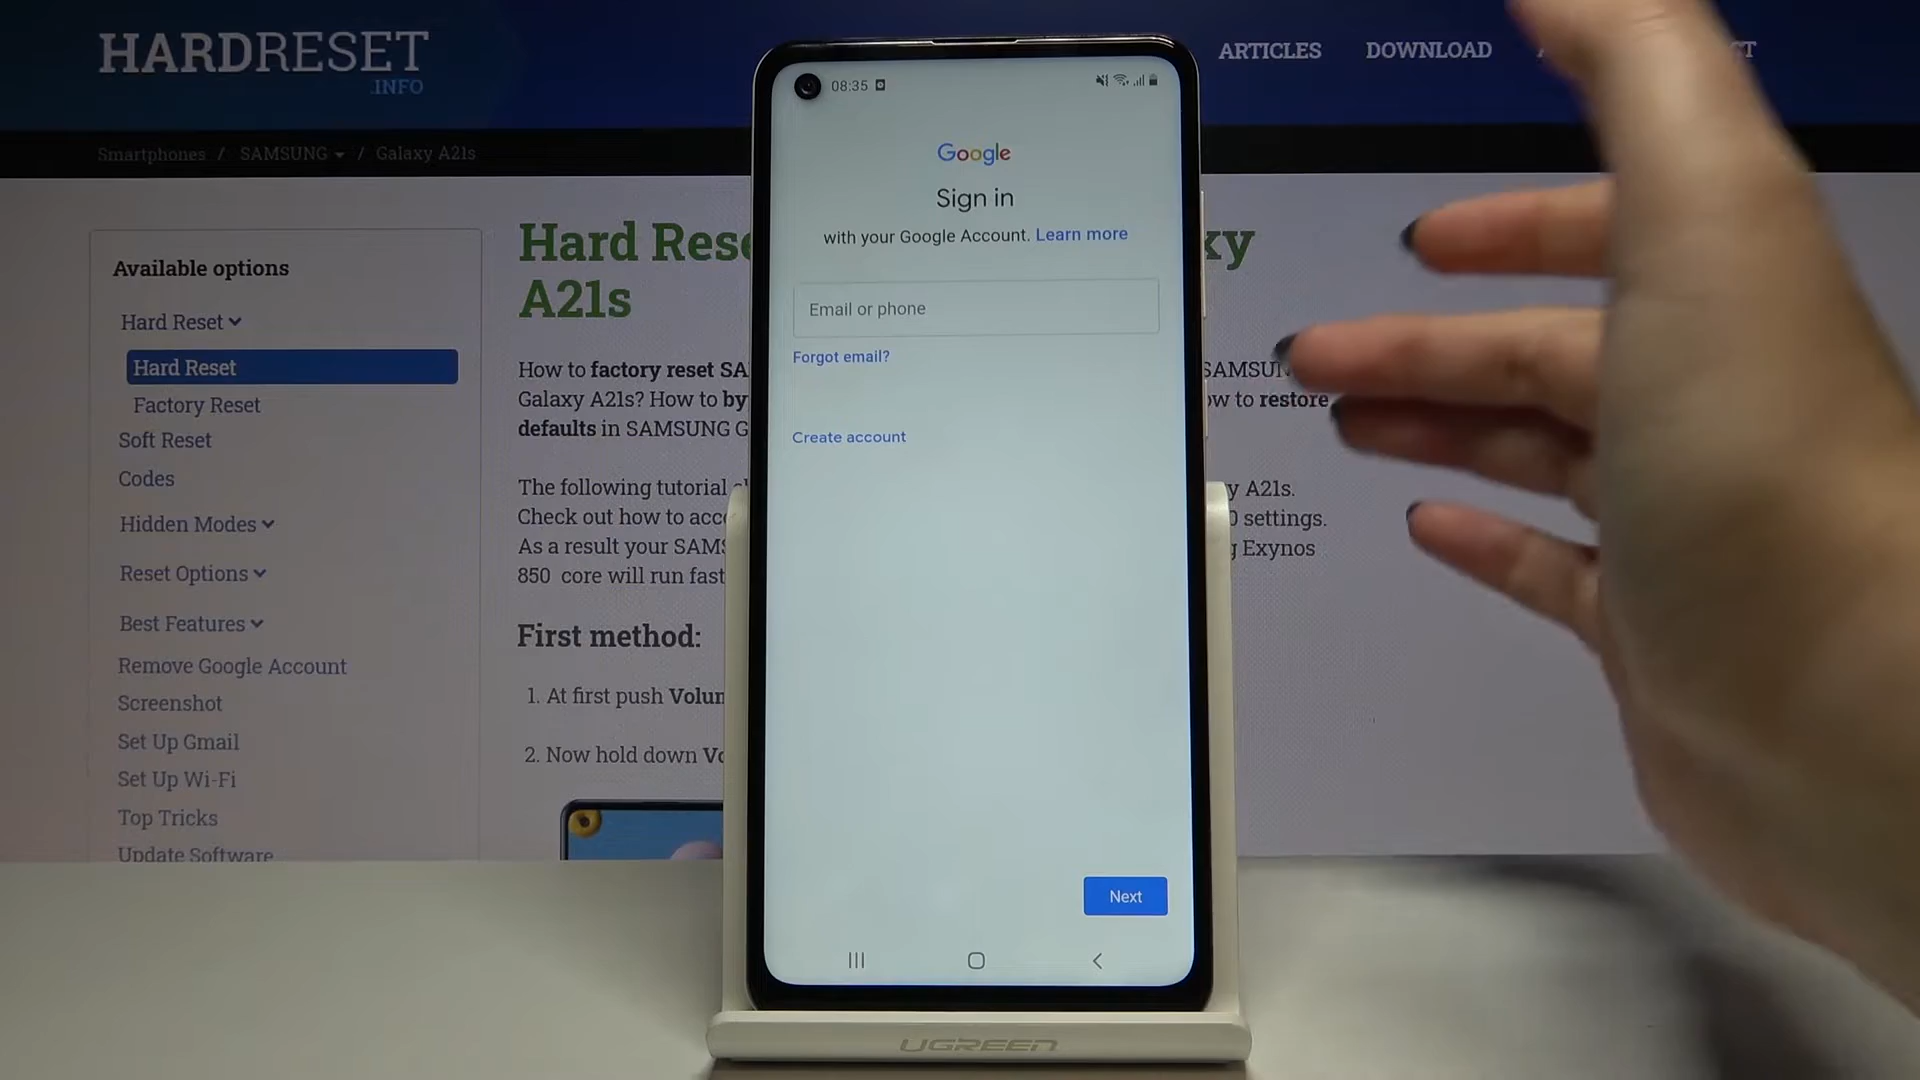 HARDRESET
.INFO
ARTICLES DOWNLOAD
Smartphones / SAMSUNG / Galaxy A21s
Available options
Hard Reset
Hard Reset
Factory Reset
Soft Reset
Codes
Hidden Modes
Reset Options
Best Features
Remove Google Account
Screenshot
Set Up Gmail
Set Up Wi-Fi
Top Tricks
Update Software
Hard Rese
A21s
How to factory reset SA
Galaxy A21s? How to by
how to restore
defaults in SAMSUNG G
The following tutorial
y A21s.
Check out how to acc
settings.
As a result your SAMS
g Exynos
850 core will run fast
First method:
1. At first push Volum
2. Now hold down Vo
08:35
Google
Sign in
with your Google Account. Learn more
Email or phone
Forgot email?
Create account
Next
UGREEN